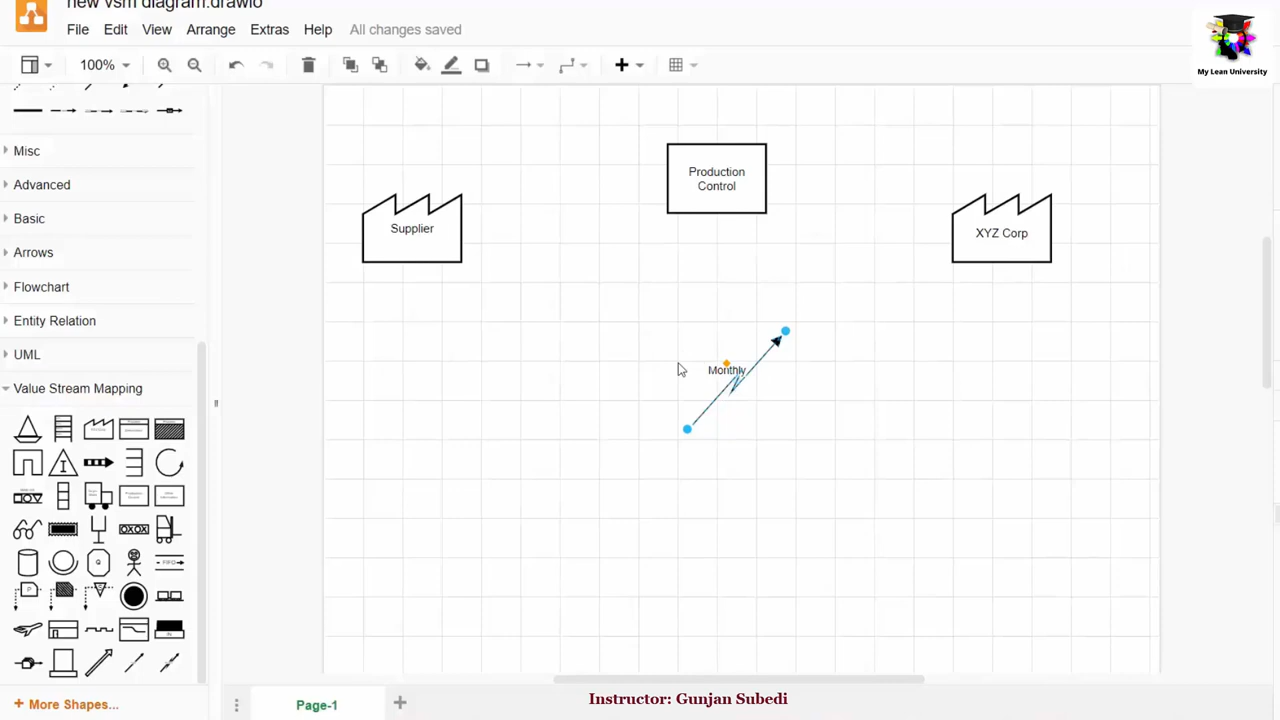 new vsm diagram.drawio
File Edit View Arrange Extras Help All changes saved
My Lean University
100%
Misc
Advanced
Basic
Arrows
Flowchart
Entity Relation
UML
Value Stream Mapping
FIFO
+ More Shapes...
Production
Control
Supplier
XYZ Corp
Monthly
Page-1
Instructor: Gunjan Subedi